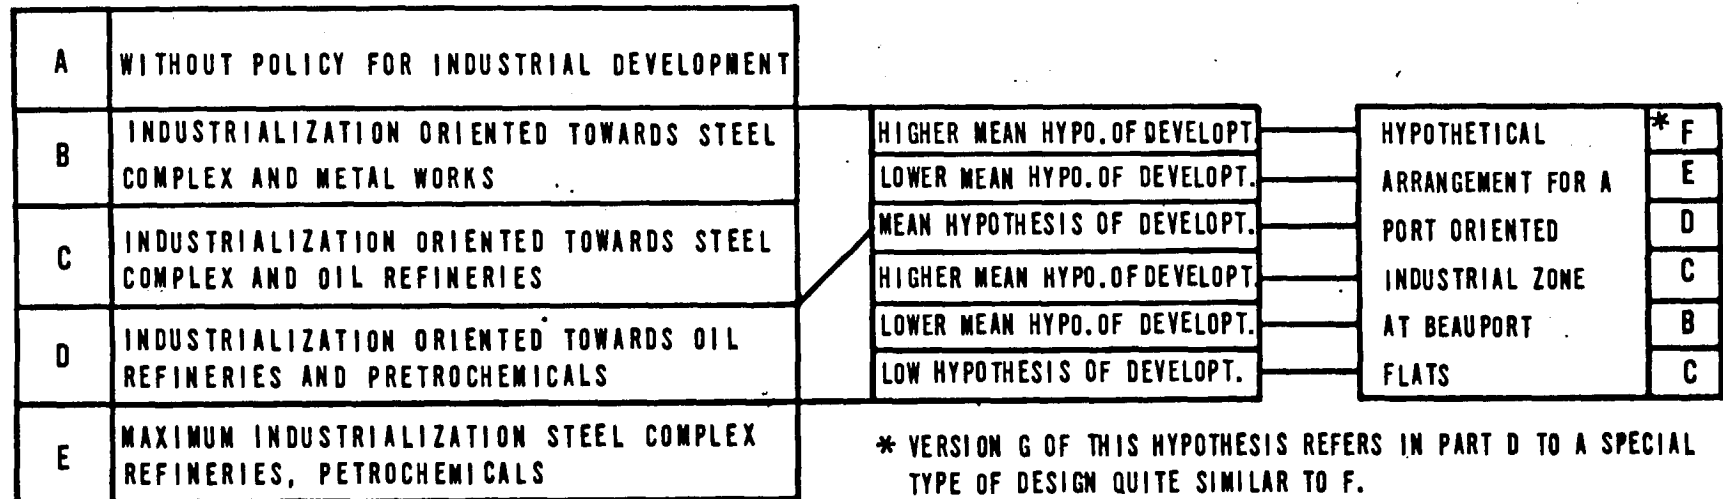 A WITHOUT POLICY FOR INDUSTRIAL DEVELOPMENT
B INDUSTRIALIZATION ORIENTED TOWARDS STEEL
COMPLEX AND METAL WORKS
C INDUSTRIALIZATION ORIENTED TOWARDS STEEL
COMPLEX AND OIL REFINERIES
D INDUSTRIALIZATION ORIENTED TOWARDS OIL
REFINERIES AND PRETROCHEMICALS
E MAXIMUM INDUSTRIALIZATION STEEL COMPLEX
REFINERIES, PETROCHEMICALS
HIGHER MEAN HYPO. OF DEVELOPT.
LOWER MEAN HYPO. OF DEVELOPT.
MEAN HYPOTHESIS OF DEVELOPT.
HIGHER MEAN HYPO. OF DEVELOPT.
LOWER MEAN HYPO. OF DEVELOPT.
LOW HYPOTHESIS OF DEVELOPT.
HYPOTHETICAL
ARRANGEMENT FOR A
PORT ORIENTED
INDUSTRIAL ZONE
AT BEAUPORT
FLATS
* F
E
D
C
B
C
* VERSION G OF THIS HYPOTHESIS REFERS IN PART D TO A SPECIAL
TYPE OF DESIGN QUITE SIMILAR TO F.